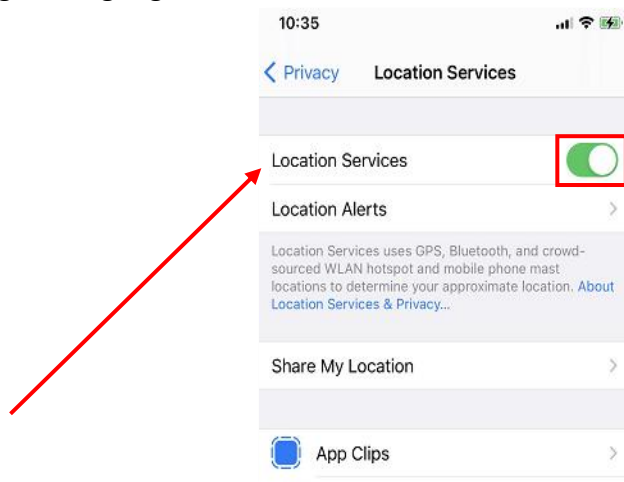 10:35
Privacy Location Services
Location Services
Location Alerts
Location Services uses GPS, Bluetooth, and crowd-
sourced WLAN hotspot and mobile phone mast
locations to determine your approximate location. About
Location Services & Privacy...
Share My Location
App Clips